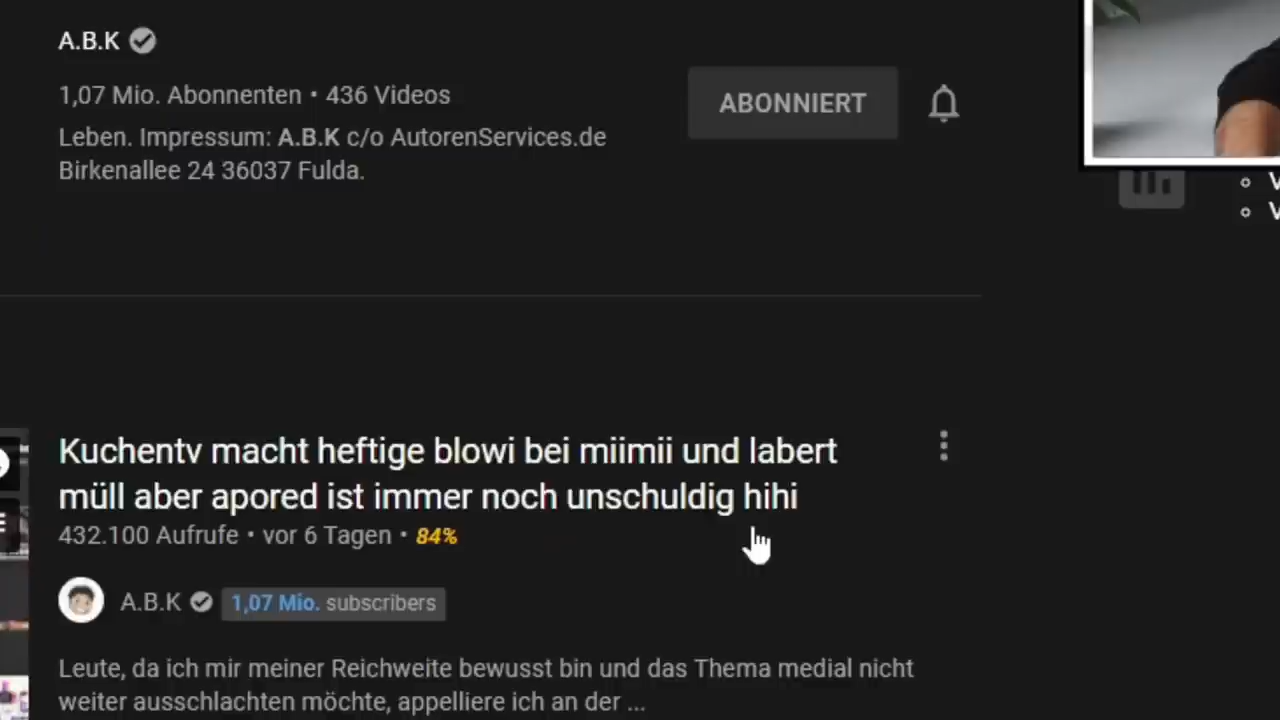 A.B.K
1,07 Mio. Abonnenten • 436 Videos
ABONNIERT
Leben. Impressum: A.B.K c/o AutorenServices.de
Birkenallee 24 36037 Fulda.
Kuchentv macht heftige blowi bei miimii und labert
müll aber apored ist immer noch unschuldig hihi
432.100 Aufrufe • vor 6 Tagen • 84%
A.B.K 1,07 Mio. subscribers
Leute, da ich mir meiner Reichweite bewusst bin und das Thema medial nicht
weiter ausschlachten möchte, appelliere ich an der ...